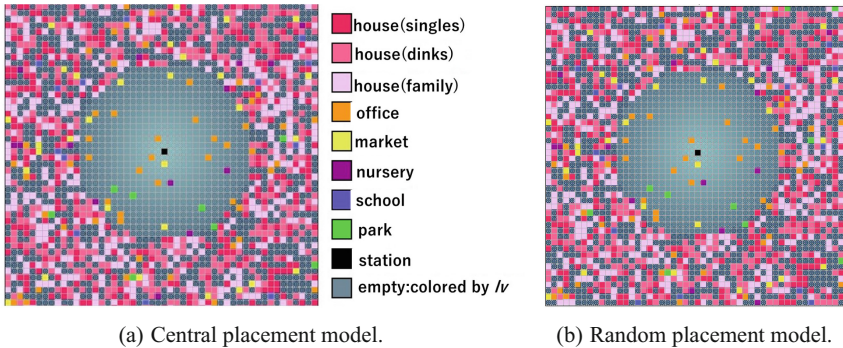 house(singles)
house(dinks)
house(family)
office
market
nursery
school
park
station
empty:colored by lv
(a) Central placement model.
(b) Random placement model.